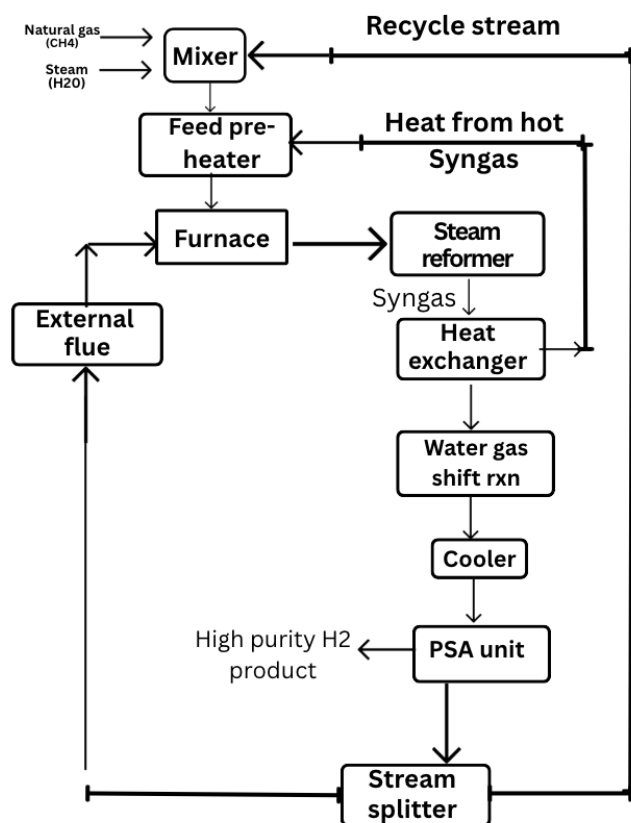 Natural gas
(CH4)
Steam
(H20)
Mixer
Recycle stream
Feed pre-
heater
Heat from hot
Syngas
Furnace
Steam
reformer
Syngas
External
flue
Heat
exchanger
Water gas
shift rxn
Cooler
High purity H2
product
PSA unit
Stream
splitter